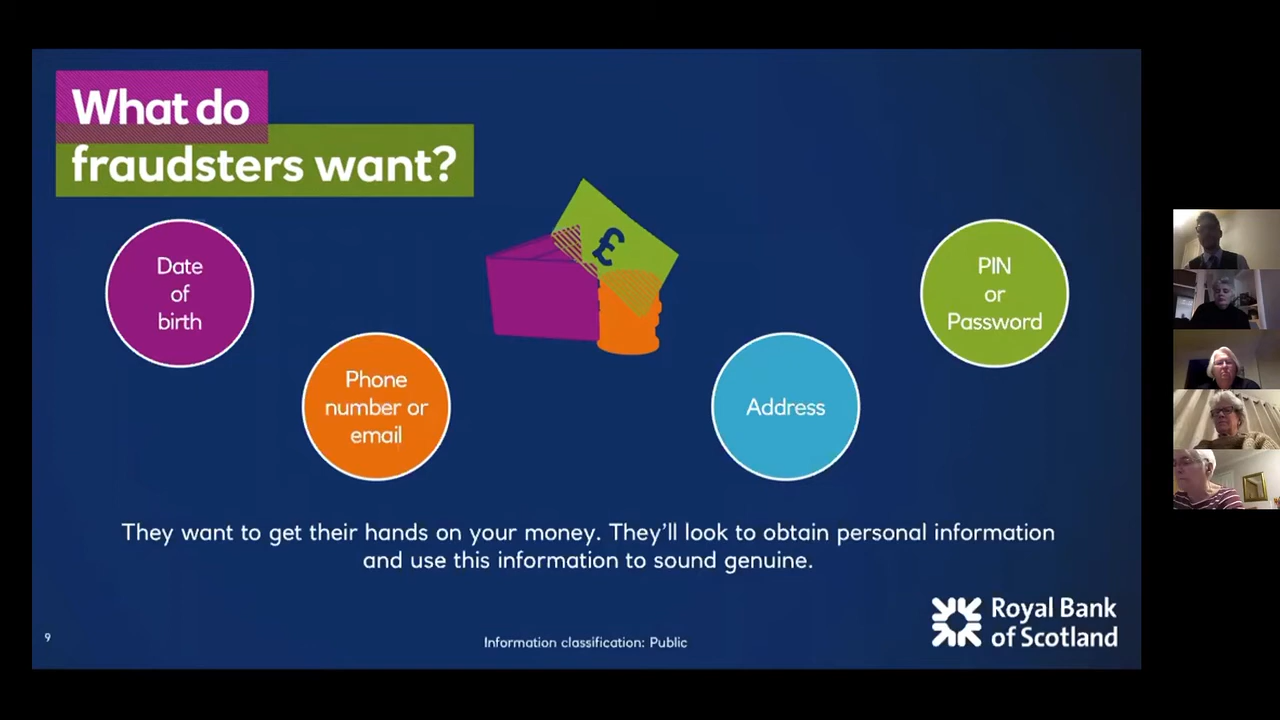 What do
fraudsters want?
£
Date
of
birth
Phone
number or
email
Address
PIN
or
Password
They want to get their hands on your money. They'll look to obtain personal information
and use this information to sound genuine.
9
Information classification: Public
Royal Bank
of Scotland